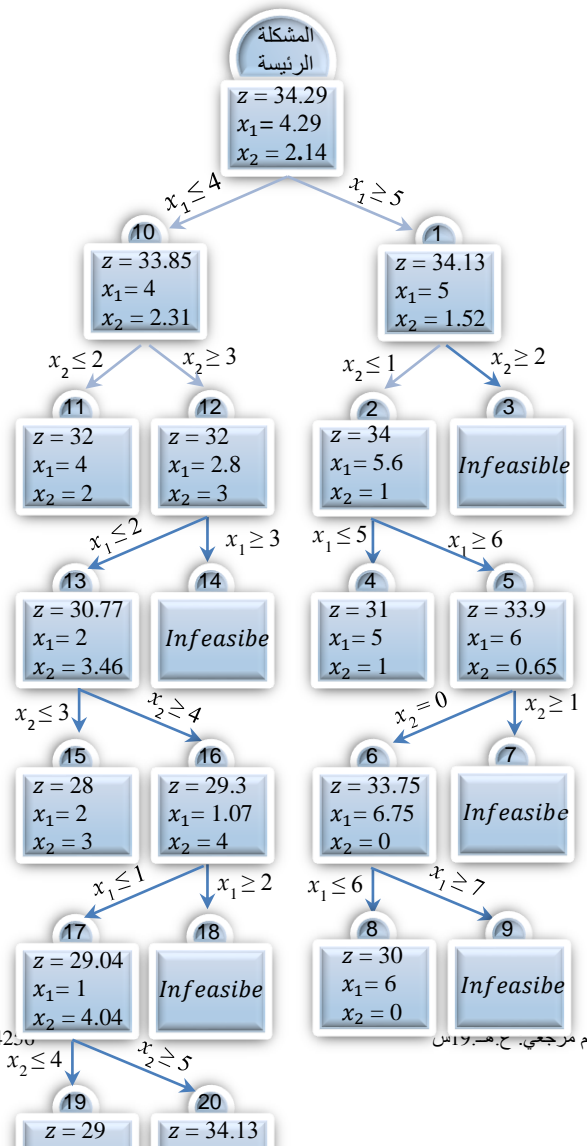 المشكلة
الرئيسة
z = 34.29
x₁= 4.29
x₂ = 2.14
x₁ ≤ 4
x₁ ≥ 5
10
z = 33.85
x₁= 4
x₂ = 2.31
1
z = 34.13
x₁= 5
x₂ = 1.52
x₂ ≤ 2
x₂ ≥ 3
x₂ ≤ 1
x₂ ≥ 2
11
z = 32
x₁= 4
x₂ = 2
12
z = 32
x₁= 2.8
x₂ = 3
2
z = 34
x₁= 5.6
x₂ = 1
3
Infeasible
x₁ ≤ 2
x₁ ≥ 3
x₁ ≤ 5
x₁ ≥ 6
13
z = 30.77
x₁= 2
x₂ = 3.46
14
Infeasibe
4
z = 31
x₁= 5
x₂ = 1
5
z = 33.9
x₁= 6
x₂ = 0.65
x₂ ≤ 3
x₂ ≥ 4
x₂ = 0
x₂ ≥ 1
15
z = 28
x₁= 2
x₂ = 3
16
z = 29.3
x₁= 1.07
x₂ = 4
6
z = 33.75
x₁= 6.75
x₂ = 0
7
Infeasibe
x₁ ≤ 1
x₁ ≥ 2
x₁ ≤ 6
x₁ ≥ 7
17
z = 29.04
x₁= 1
x₂ = 4.04
18
Infeasibe
8
z = 30
x₁= 6
x₂ = 0
9
Infeasibe
مرجعي. ح.هـ.19س
x₂ ≤ 4
x₂ ≥ 5
19
z = 29
20
z = 34.13